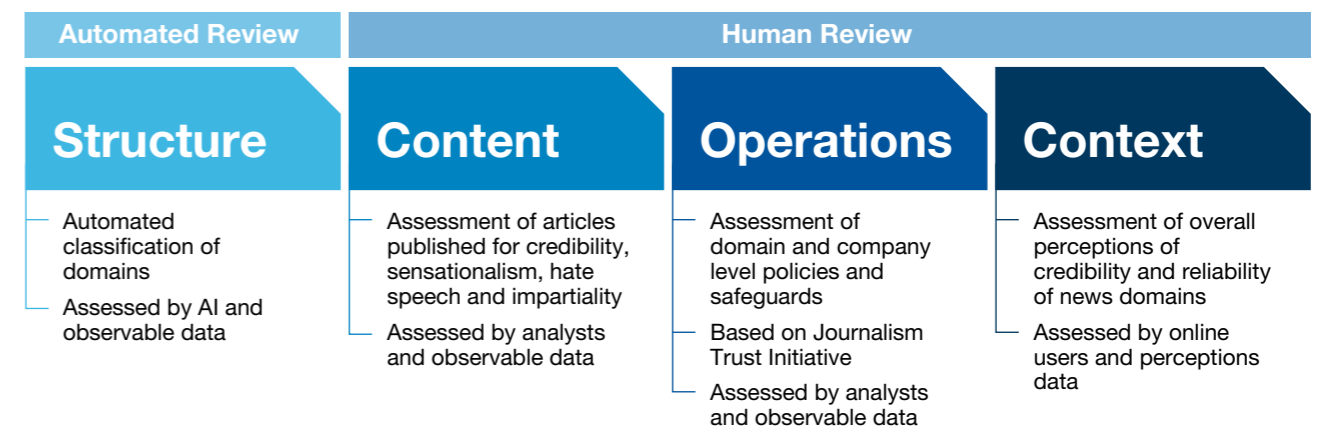 Automated Review
Human Review
Structure
Automated
classification of
domains
Assessed by AI and
observable data
Content
Assessment of articles
published for credibility,
sensationalism, hate
speech and impartiality
Assessed by analysts
and observable data
Operations
Assessment of
domain and company
level policies and
safeguards
Based on Journalism
Trust Initiative
Assessed by analysts
and observable data
Context
Assessment of overall
perceptions of
credibility and reliability
of news domains
Assessed by online
users and perceptions
data